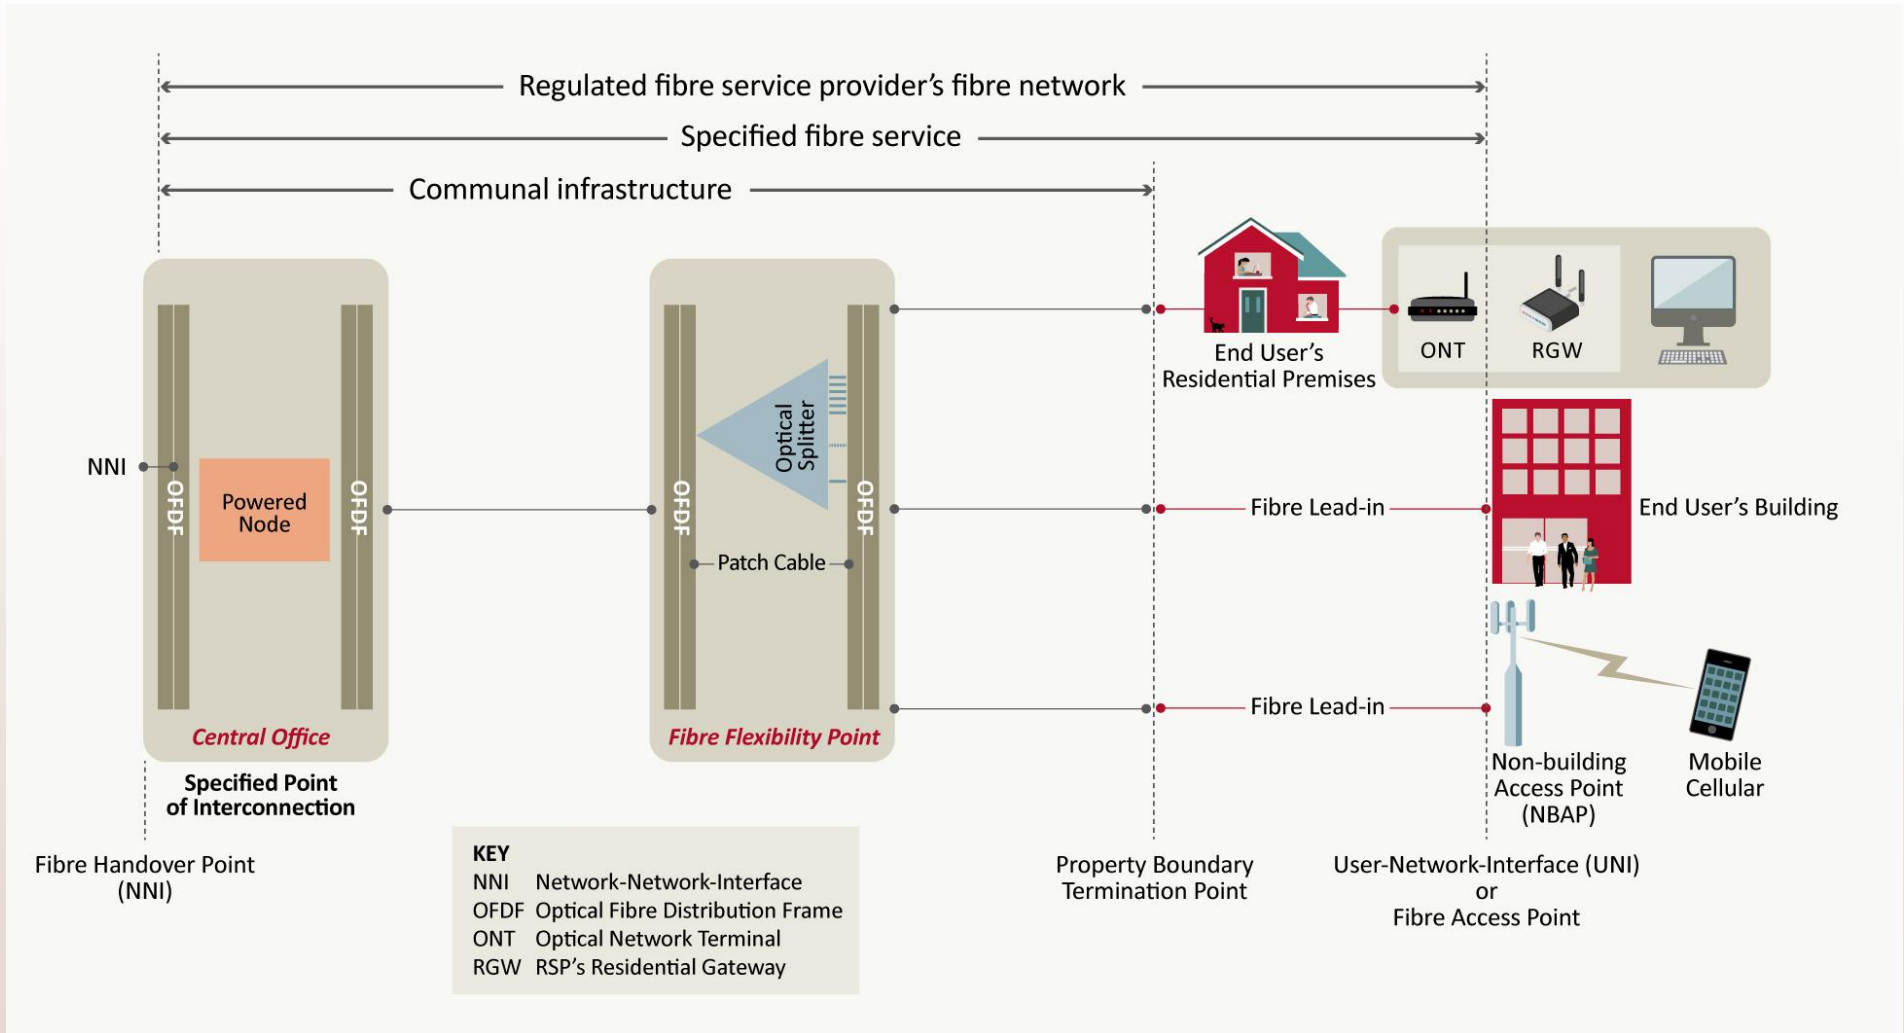 Regulated fibre service provider’s fibre network
Specified fibre service
Communal infrastructure
End User’s
Residential Premises
ONT
RGW
NNI
OFDF
Powered
Node
OFDF
OFDF
Optical
Splitter
OFDF
Patch Cable
Fibre Lead-in
End User’s Building
Fibre Lead-in
Central Office
Fibre Flexibility Point
Specified Point
of Interconnection
Non-building
Access Point
(NBAP)
Mobile
Cellular
Fibre Handover Point
(NNI)
KEY
NNI Network-Network-Interface
OFDF Optical Fibre Distribution Frame
ONT Optical Network Terminal
RGW RSP’s Residential Gateway
Property Boundary
Termination Point
User-Network-Interface (UNI)
or
Fibre Access Point